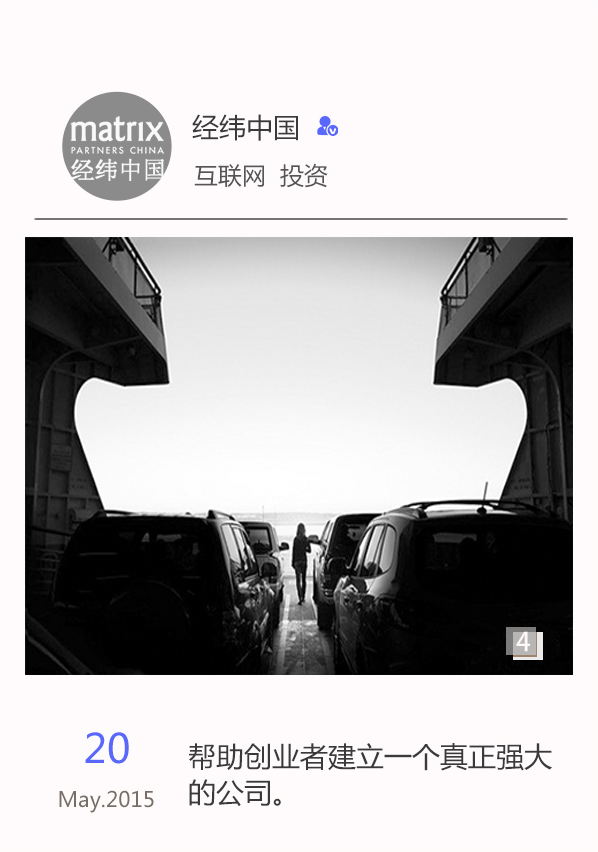 matrix
PARTNERS CHINA
经纬中国
经纬中国
互联网 投资
4
20
May.2015
帮助创业者建立一个真正强大
的公司。